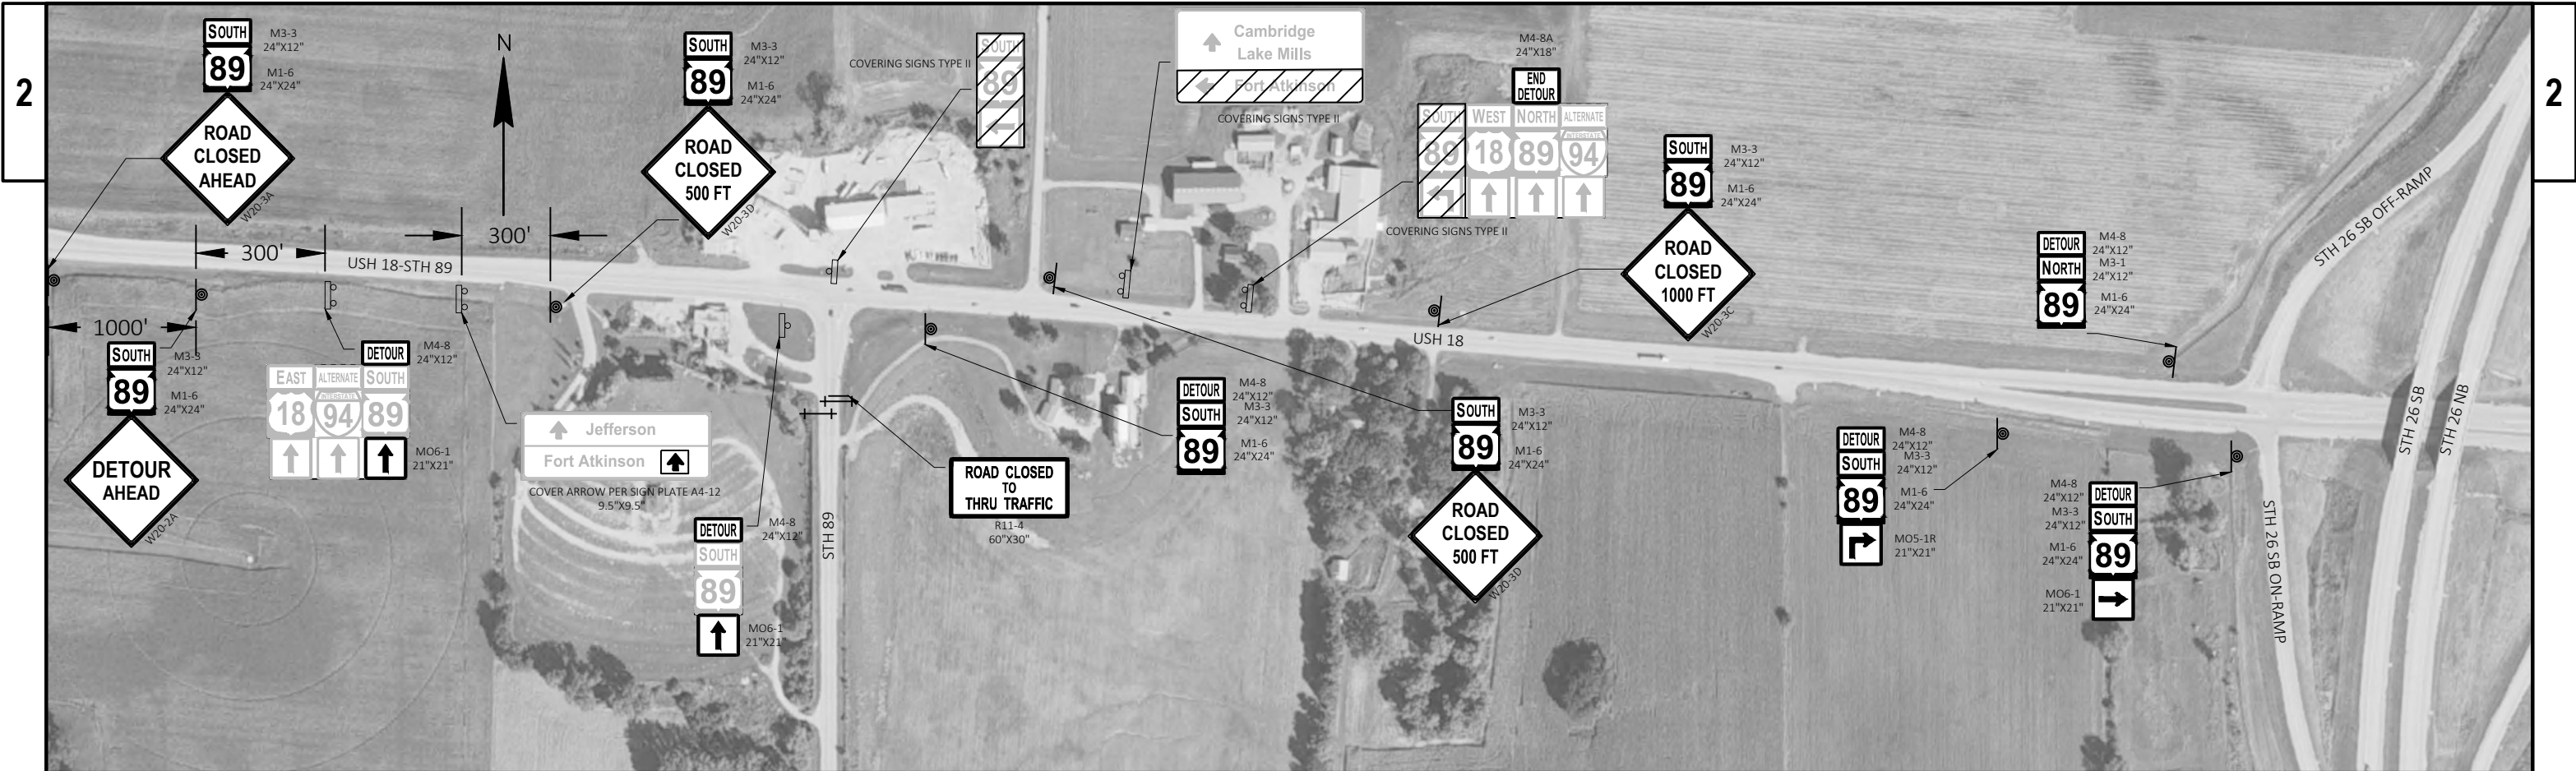 2
SOUTH
89
M3-3
24"X12"
M1-6
24"X24"
ROAD
CLOSED
AHEAD
W20-3A
N
SOUTH
89
M3-3
24"X12"
M1-6
24"X24"
ROAD
CLOSED
500 FT
W20-3D
COVERING SIGNS TYPE II
SOUTH
89
Cambridge
Lake Mills
Fort Atkinson
COVERING SIGNS TYPE II
M4-8A
24"X18"
END
DETOUR
SOUTH WEST NORTH ALTERNATE
INTERSTATE
89 18 89 94
COVERING SIGNS TYPE II
SOUTH
89
M3-3
24"X12"
M1-6
24"X24"
ROAD
CLOSED
1000 FT
W20-3C
STH 26 SB OFF-RAMP
DETOUR
NORTH
89
M4-8
24"X12"
M3-1
24"X12"
M1-6
24"X24"
2
300'
300'
USH 18-STH 89
1000'
USH 18
SOUTH
89
M3-3
24"X12"
M1-6
24"X24"
DETOUR
AHEAD
W20-2A
DETOUR
M4-8
24"X12"
EAST ALTERNATE SOUTH
INTERSTATE
18 94 89
MO6-1
21"X21"
Jefferson
Fort Atkinson
COVER ARROW PER SIGN PLATE A4-12
9.5"X9.5"
DETOUR
M4-8
24"X12"
SOUTH
89
MO6-1
21"X21"
STH 89
ROAD CLOSED
TO
THRU TRAFFIC
R11-4
60"X30"
DETOUR
SOUTH
89
M4-8
24"X12"
M3-3
24"X12"
M1-6
24"X24"
SOUTH
89
M3-3
24"X12"
M1-6
24"X24"
ROAD
CLOSED
500 FT
W20-3D
DETOUR
SOUTH
89
M4-8
24"X12"
M3-3
24"X12"
M1-6
24"X24"
MO5-1R
21"X21"
M4-8
24"X12"
M3-3
24"X12"
M1-6
24"X24"
MO6-1
21"X21"
DETOUR
SOUTH
89
STH 26 SB ON-RAMP
STH 26 SB
STH 26 NB